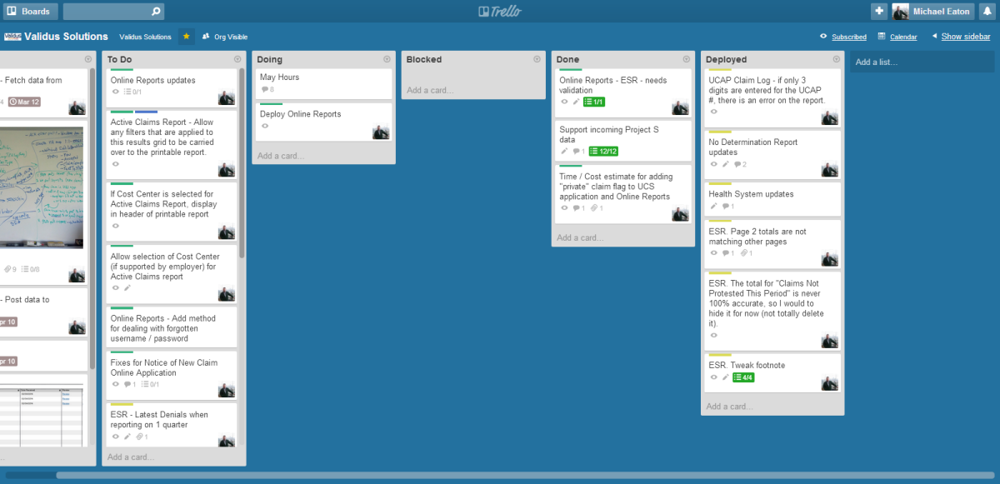 Boards
Trello
Michael Eaton
Validus
Validus Solutions
Validus Solutions
Org Visible
Subscribed
Calendar
Show sidebar
- Fetch data from
4
Mar 12
9
0/8
- Post data to
pr 10
pr 10
To Do
Online Reports updates
0/1
Active Claims Report - Allow
any filters that are applied to
this results grid to be carried
over to the printable report.
If Cost Center is selected for
Active Claims Report, display
in header of printable report
Allow selection of Cost Center
(if supported by employer) for
Active Claims report
Online Reports - Add method
for dealing with forgotten
username / password
Fixes for Notice of New Claim
Online Application
1
0/1
ESR - Latest Denials when
reporting on 1 quarter
1
Add a card...
Doing
May Hours
8
Deploy Online Reports
Add a card...
Blocked
Add a card...
Done
Online Reports - ESR - needs
validation
1/1
Support incoming Project S
data
1
12/12
Time / Cost estimate for adding
"private" claim flag to UCS
application and Online Reports
1
1
Add a card...
Deployed
UCAP Claim Log - if only 3
digits are entered for the UCAP
#, there is an error on the report.
No Determination Report
updates
2
Health System updates
1
ESR. Page 2 totals are not
matching other pages
1
1
ESR. The total for "Claims Not
Protested This Period" is never
100% accurate, so I would to
hide it for now (not totally delete
it).
ESR. Tweak footnote
4/4
Add a card...
Add a list...